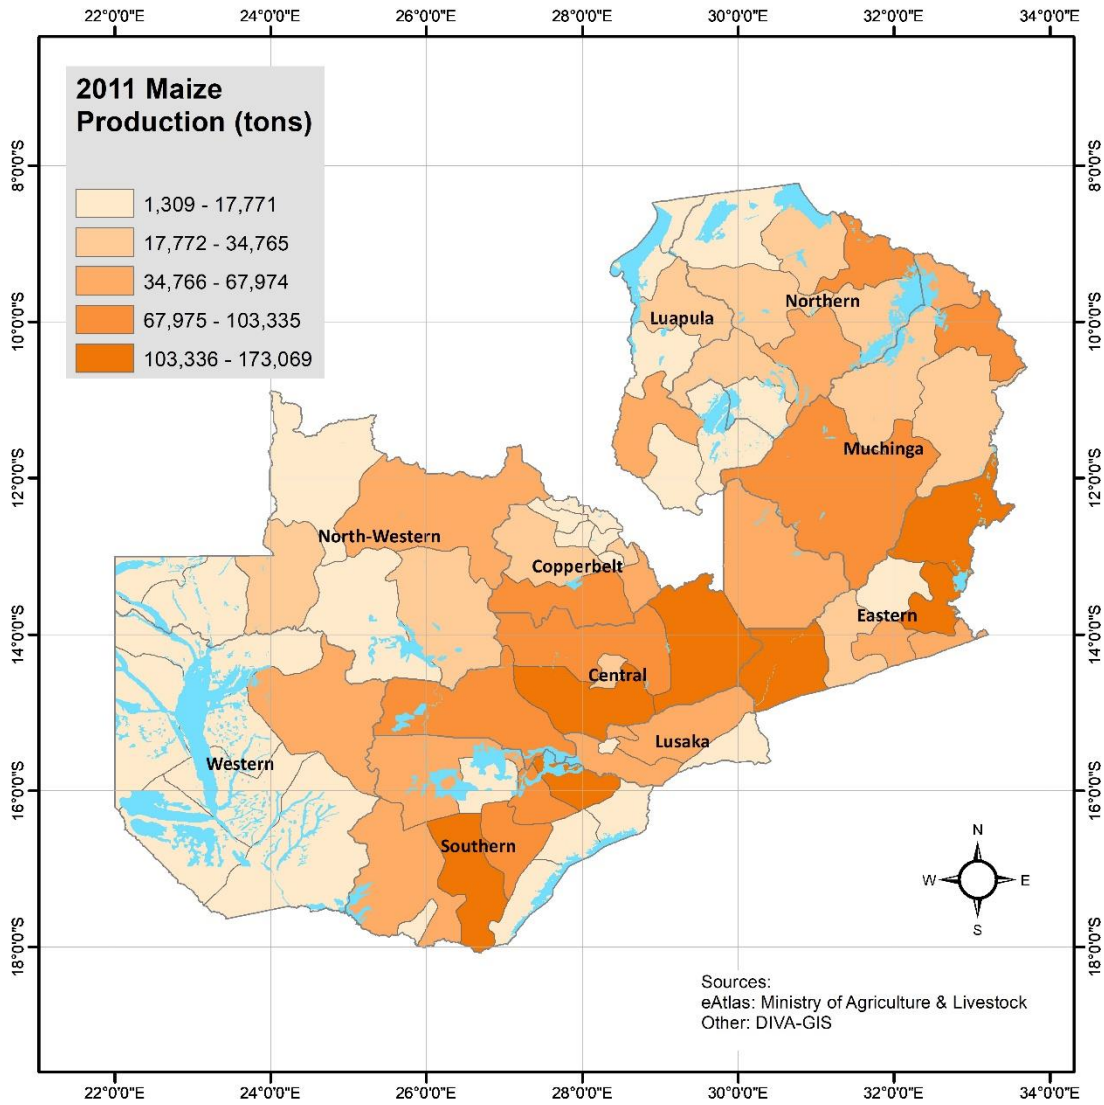 22°0'0"E 24°0'0"E 26°0'0"E 28°0'0"E 30°0'0"E 32°0'0"E 34°0'0"E
2011 Maize
Production (tons)
1,309 - 17,771
17,772 - 34,765
34,766 - 67,974
67,975 - 103,335
103,336 - 173,069
8°0'0"S 8°0'0"S
10°0'0"S 10°0'0"S
12°0'0"S 12°0'0"S
14°0'0"S 14°0'0"S
16°0'0"S 16°0'0"S
18°0'0"S 18°0'0"S
Northern
Luapula
Muchinga
North-Western
Copperbelt
Eastern
Central
Lusaka
Western
Southern
N
W E
S
Sources:
eAtlas: Ministry of Agriculture & Livestock
Other: DIVA-GIS
22°0'0"E 24°0'0"E 26°0'0"E 28°0'0"E 30°0'0"E 32°0'0"E 34°0'0"E